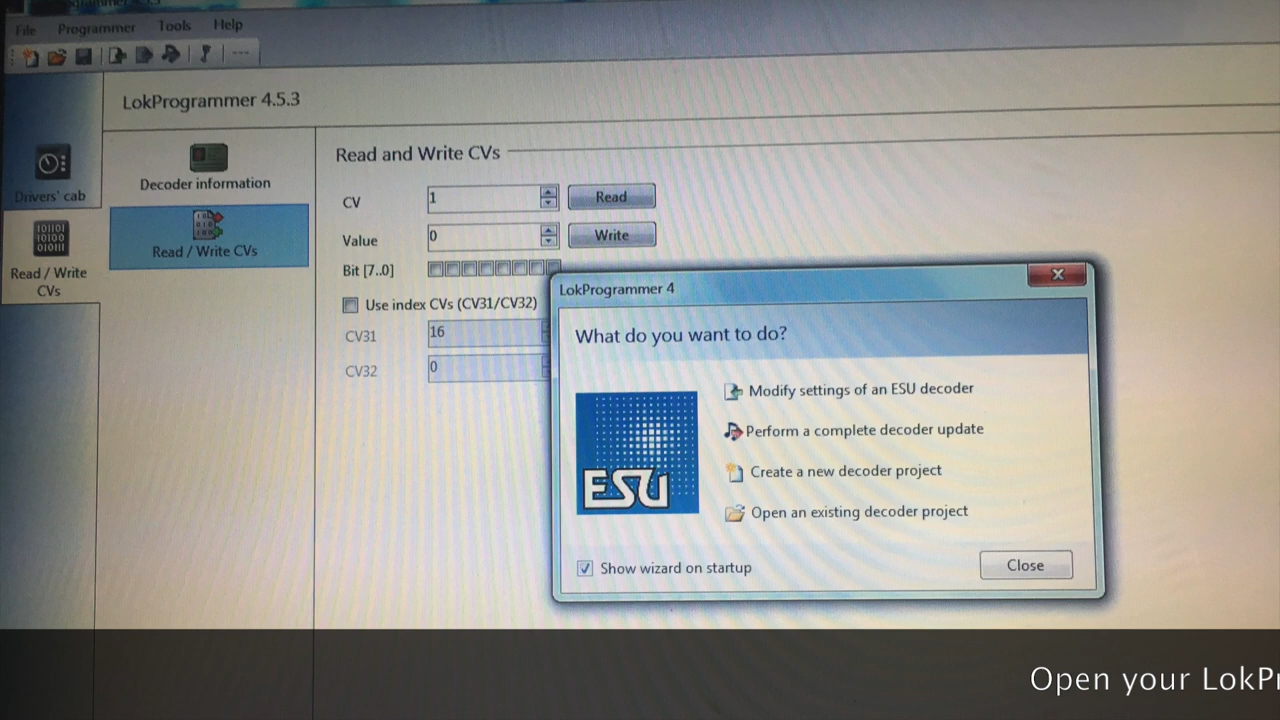 File Programmer Tools Help
LokProgrammer 4.5.3
Drivers' cab
Read / Write
CVs
Decoder information
Read / Write CVs
Read and Write CVs
CV 1 Read
Value 0 Write
Bit [7..0]
Use index CVs (CV31/CV32)
CV31 16
CV32 0
LokProgrammer 4
What do you want to do?
Modify settings of an ESU decoder
Perform a complete decoder update
Create a new decoder project
Open an existing decoder project
ESU
Show wizard on startup
Close
Open your LokPr